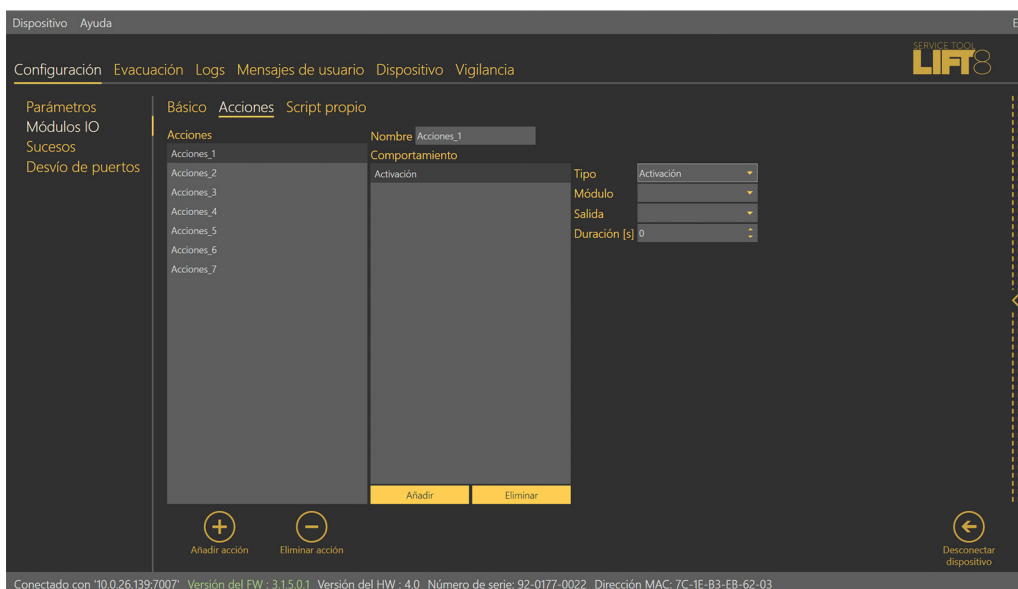 Dispositivo Ayuda
E
SERVICE TOOL
LIFT8
Configuración Evacuación Logs Mensajes de usuario Dispositivo Vigilancia
Parámetros
Módulos IO
Sucesos
Desvío de puertos
Básico Acciones Script propio
Acciones
Acciones_1
Acciones_2
Acciones_3
Acciones_4
Acciones_5
Acciones_6
Acciones_7
Nombre Acciones_1
Comportamiento
Activación
Tipo Activación
Módulo
Salida
Duración [s] 0
Añadir Eliminar
Añadir acción Eliminar acción
Desconectar
dispositivo
Conectado con '10.0.26.139:7007' Versión del FW : 3.1.5.0.1 Versión del HW : 4.0 Número de serie: 92-0177-0022 Dirección MAC: 7C-1E-B3-EB-62-03